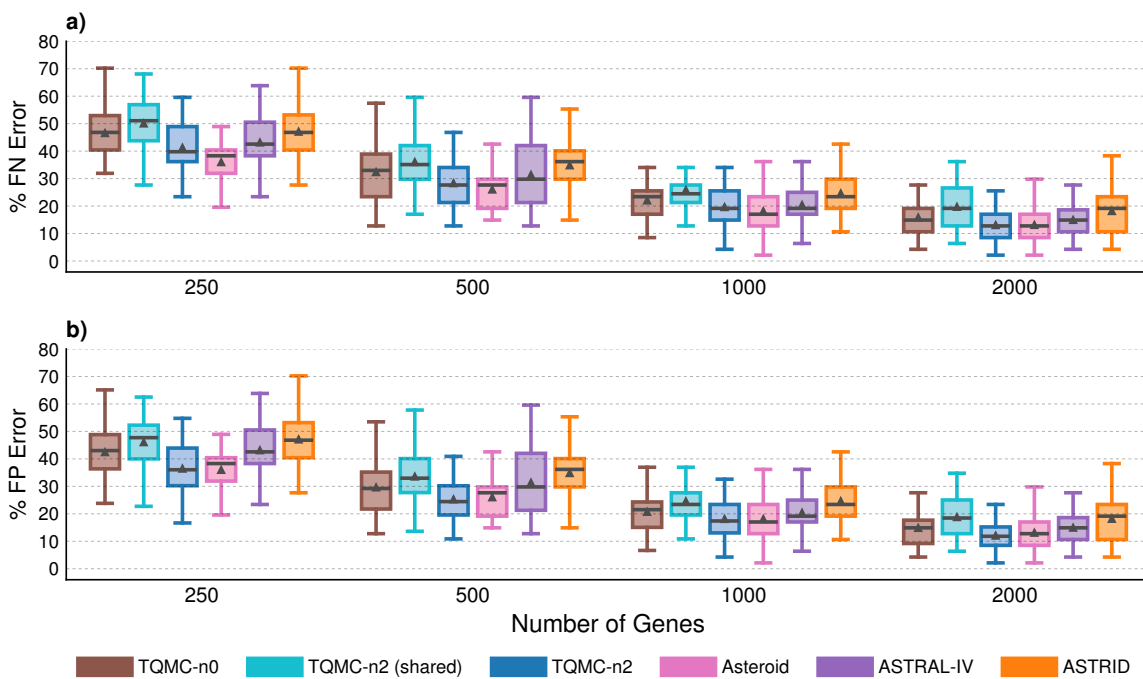 a)
% FN Error
80
70
60
50
40
30
20
10
0
250 500 1000 2000
b)
% FP Error
80
70
60
50
40
30
20
10
0
250 500 1000 2000
Number of Genes
TQMC-n0 TQMC-n2 (shared) TQMC-n2 Asteroid ASTRAL-IV ASTRID